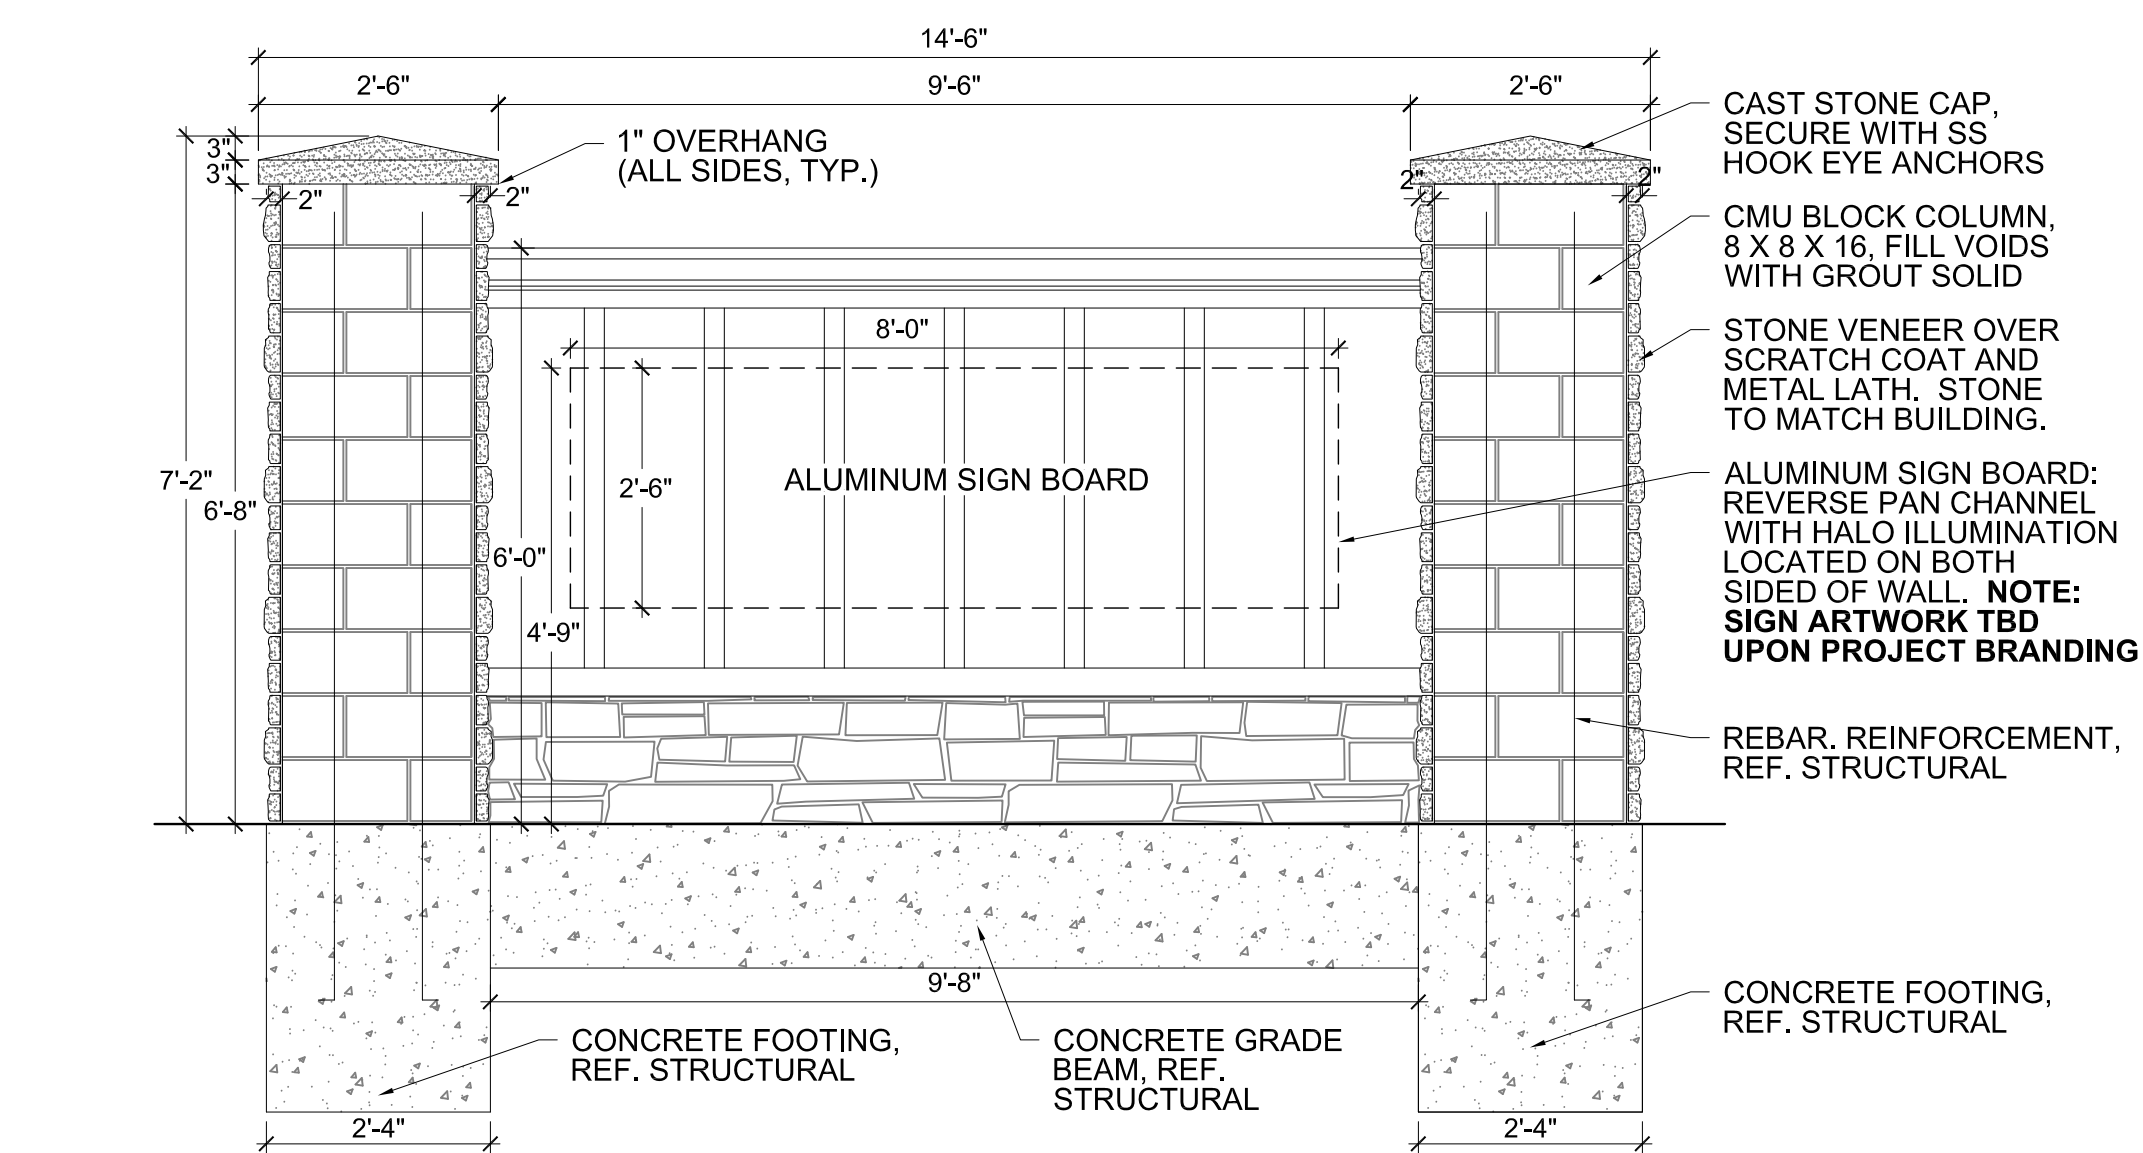 14'-6"
2'-6"
9'-6"
2'-6"
3"
3"
1" OVERHANG
(ALL SIDES, TYP.)
2"
2"
2"
2"
CAST STONE CAP,
SECURE WITH SS
HOOK EYE ANCHORS
CMU BLOCK COLUMN,
8 X 8 X 16, FILL VOIDS
WITH GROUT SOLID
STONE VENEER OVER
SCRATCH COAT AND
METAL LATH. STONE
TO MATCH BUILDING.
8'-0"
7'-2"
6'-8"
2'-6"
ALUMINUM SIGN BOARD
6'-0"
4'-9"
ALUMINUM SIGN BOARD:
REVERSE PAN CHANNEL
WITH HALO ILLUMINATION
LOCATED ON BOTH
SIDED OF WALL. NOTE:
SIGN ARTWORK TBD
UPON PROJECT BRANDING
REBAR. REINFORCEMENT,
REF. STRUCTURAL
9'-8"
CONCRETE FOOTING,
REF. STRUCTURAL
CONCRETE GRADE
BEAM, REF.
STRUCTURAL
CONCRETE FOOTING,
REF. STRUCTURAL
2'-4"
2'-4"